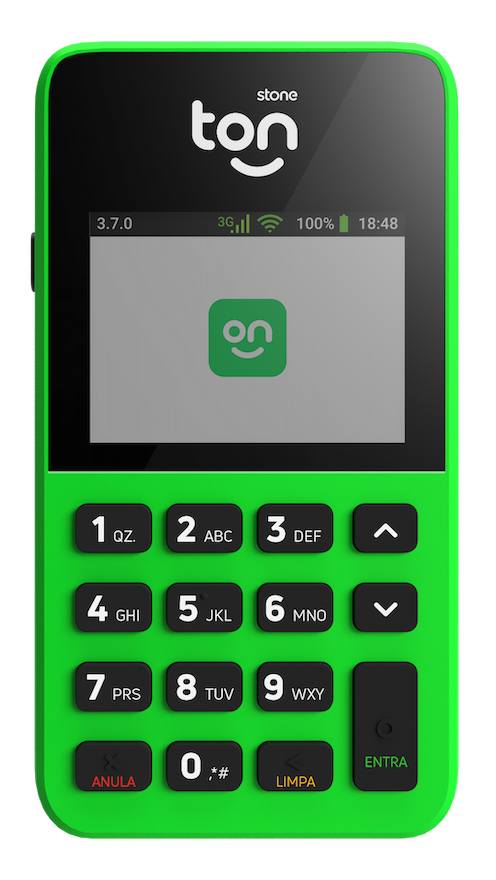 stone
ton
3.7.0 3G 100% 18:48
on
1 QZ. 2 ABC 3 DEF
4 GHI 5 JKL 6 MNO
7 PRS 8 TUV 9 WXY
ENTRA
ANULA 0 ,*# LIMPA